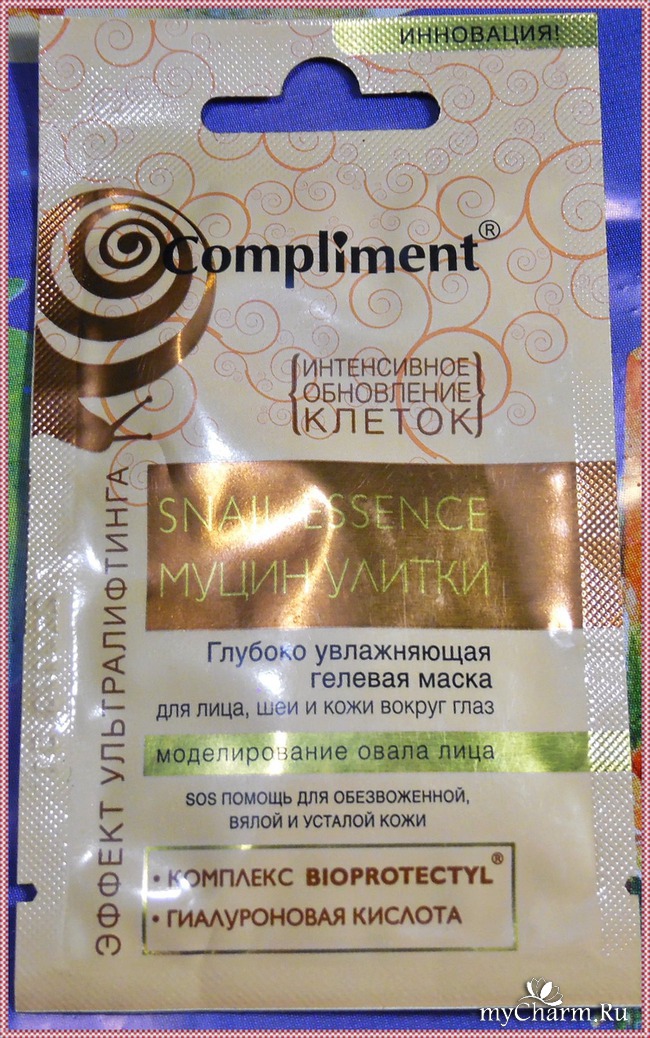 ИННОВАЦИЯ!
Compliment®
{ИНТЕНСИВНОЕ
ОБНОВЛЕНИЕ
КЛЕТОК}
SNAIL ESSENCE
МУЦИН УЛИТКИ
Глубоко увлажняющая
гелевая маска
для лица, шеи и кожи вокруг глаз
моделирование овала лица
SOS ПОМОЩЬ ДЛЯ ОБЕЗВОЖЕННОЙ,
ВЯЛОЙ И УСТАЛОЙ КОЖИ
• КОМПЛЕКС BIOPROTECTYL®
• ГИАЛУРОНОВАЯ КИСЛОТА
ЭФФЕКТ УЛЬТРАЛИФТИНГА
myCharm.Ru